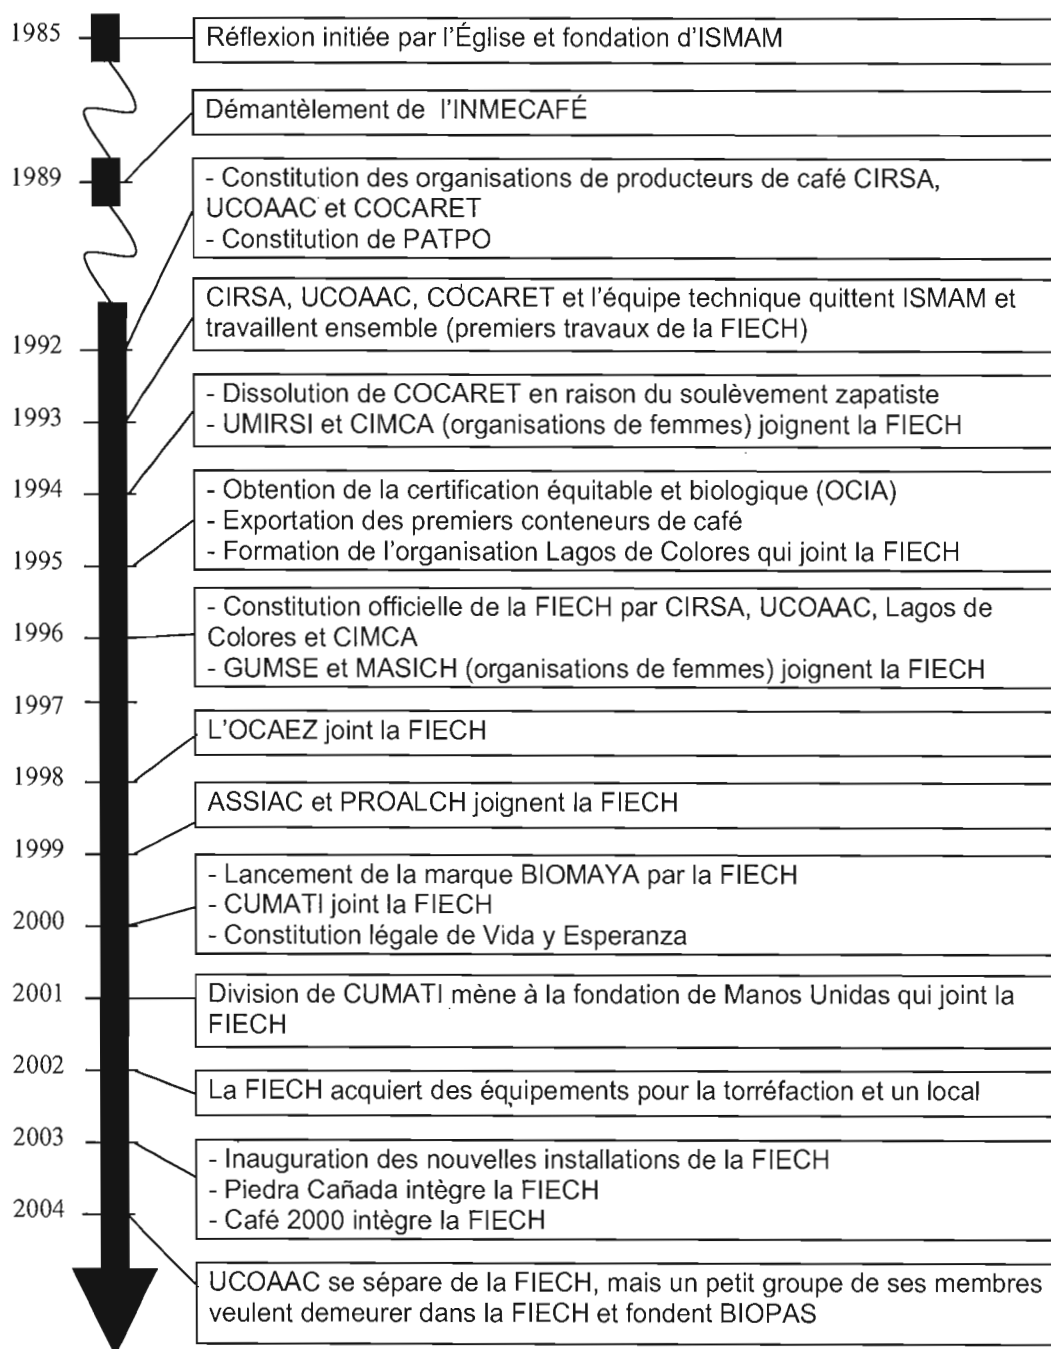 1985
Réflexion initiée par l'Église et fondation d'ISMAM
Démantèlement de l'INMECAFÉ
1989
- Constitution des organisations de producteurs de café CIRSA,
UCOAAC et COCARET
- Constitution de PATPO
CIRSA, UCOAAC, COCARET et l'équipe technique quittent ISMAM et
travaillent ensemble (premiers travaux de la FIECH)
1992
- Dissolution de COCARET en raison du soulèvement zapatiste
- UMIRSI et CIMCA (organisations de femmes) joignent la FIECH
1993
- Obtention de la certification équitable et biologique (OCIA)
- Exportation des premiers conteneurs de café
- Formation de l'organisation Lagos de Colores qui joint la FIECH
1994
1995
- Constitution officielle de la FIECH par CIRSA, UCOAAC, Lagos de
Colores et CIMCA
- GUMSE et MASICH (organisations de femmes) joignent la FIECH
1996
1997
L'OCAEZ joint la FIECH
1998
ASSIAC et PROALCH joignent la FIECH
1999
- Lancement de la marque BIOMAYA par la FIECH
- CUMATI joint la FIECH
- Constitution légale de Vida y Esperanza
2000
2001
Division de CUMATI mène à la fondation de Manos Unidas qui joint la
FIECH
2002
La FIECH acquiert des équipements pour la torréfaction et un local
2003
- Inauguration des nouvelles installations de la FIECH
- Piedra Cañada intègre la FIECH
- Café 2000 intègre la FIECH
2004
UCOAAC se sépare de la FIECH, mais un petit groupe de ses membres
veulent demeurer dans la FIECH et fondent BIOPAS